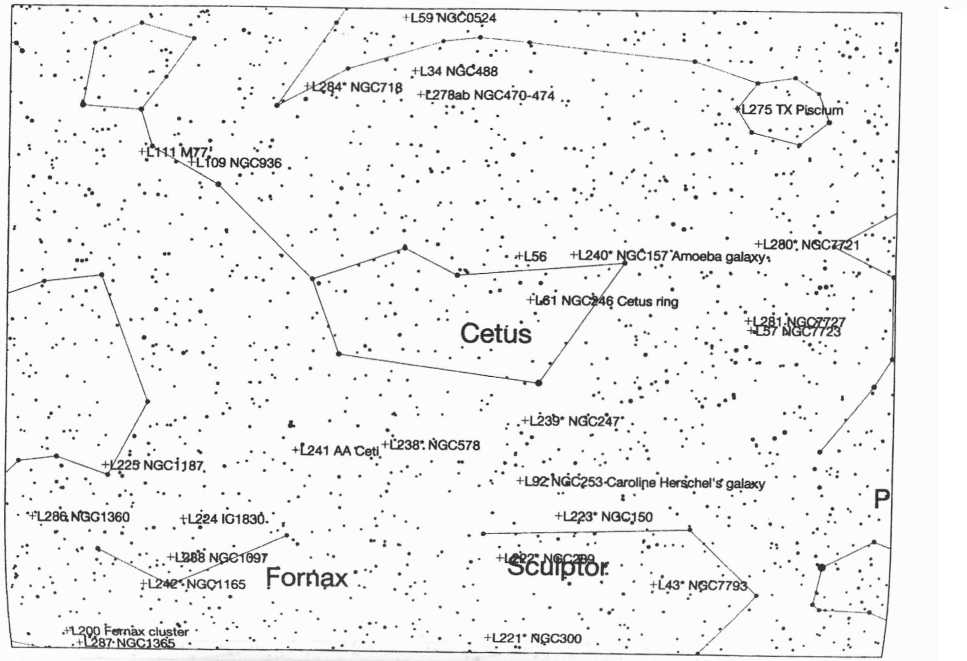 L59 NGC0524
L34 NGC488
L284* NGC718
L278ab NGC470-474
L275 TX Piscium
L111 M77
L109 NGC936
L280* NGC7721
L56
L240* NGC157 Amoeba galaxy
L61 NGC246 Cetus ring
L281 NGC7727
L57 NGC7723
Cetus
L239* NGC247
L238* NGC578
L241 AA Ceti
L225 NGC1187
L92 NGC253 Caroline Herschel's galaxy
P
L286 NGC1360
L224 IC1830
L223* NGC150
L288 NGC1097
L222* NGC289
Sculptor
Fornax
L242* NGC1165
L43* NGC7793
L200 Fornax cluster
L287 NGC1365
L221* NGC300